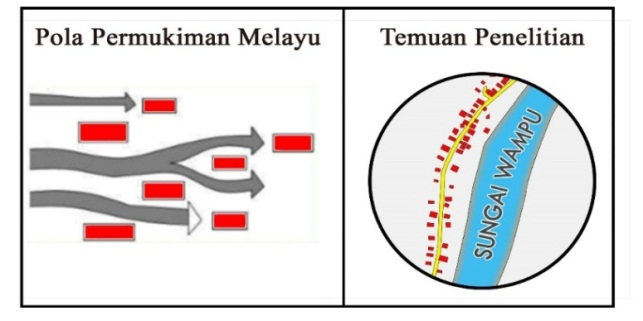 Pola Permukiman Melayu
Temuan Penelitian
SUNGAI WAMPU